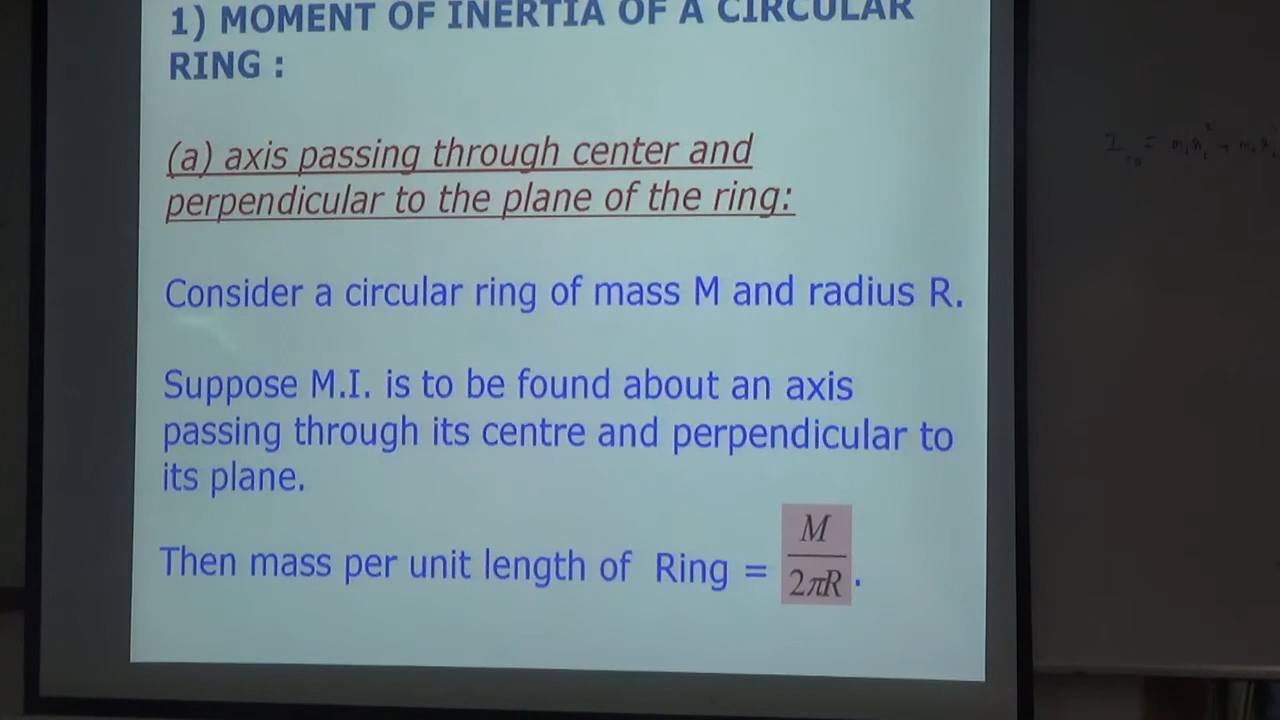 1) MOMENT OF INERTIA OF A CIRCULAR
RING :
(a) axis passing through center and
perpendicular to the plane of the ring:
Consider a circular ring of mass M and radius R.
Suppose M.I. is to be found about an axis
passing through its centre and perpendicular to
its plane.
Then mass per unit length of Ring = M/2πR.